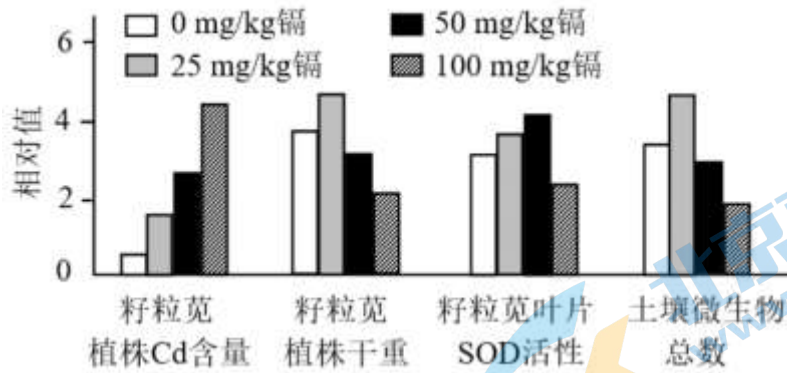 0 mg/kg镉 50 mg/kg镉
25 mg/kg镉 100 mg/kg镉
6
4
2
0
相对值
籽粒苋 籽粒苋 籽粒苋叶片 土壤微生物
植株Cd含量 植株干重 SOD活性 总数
北京
www.